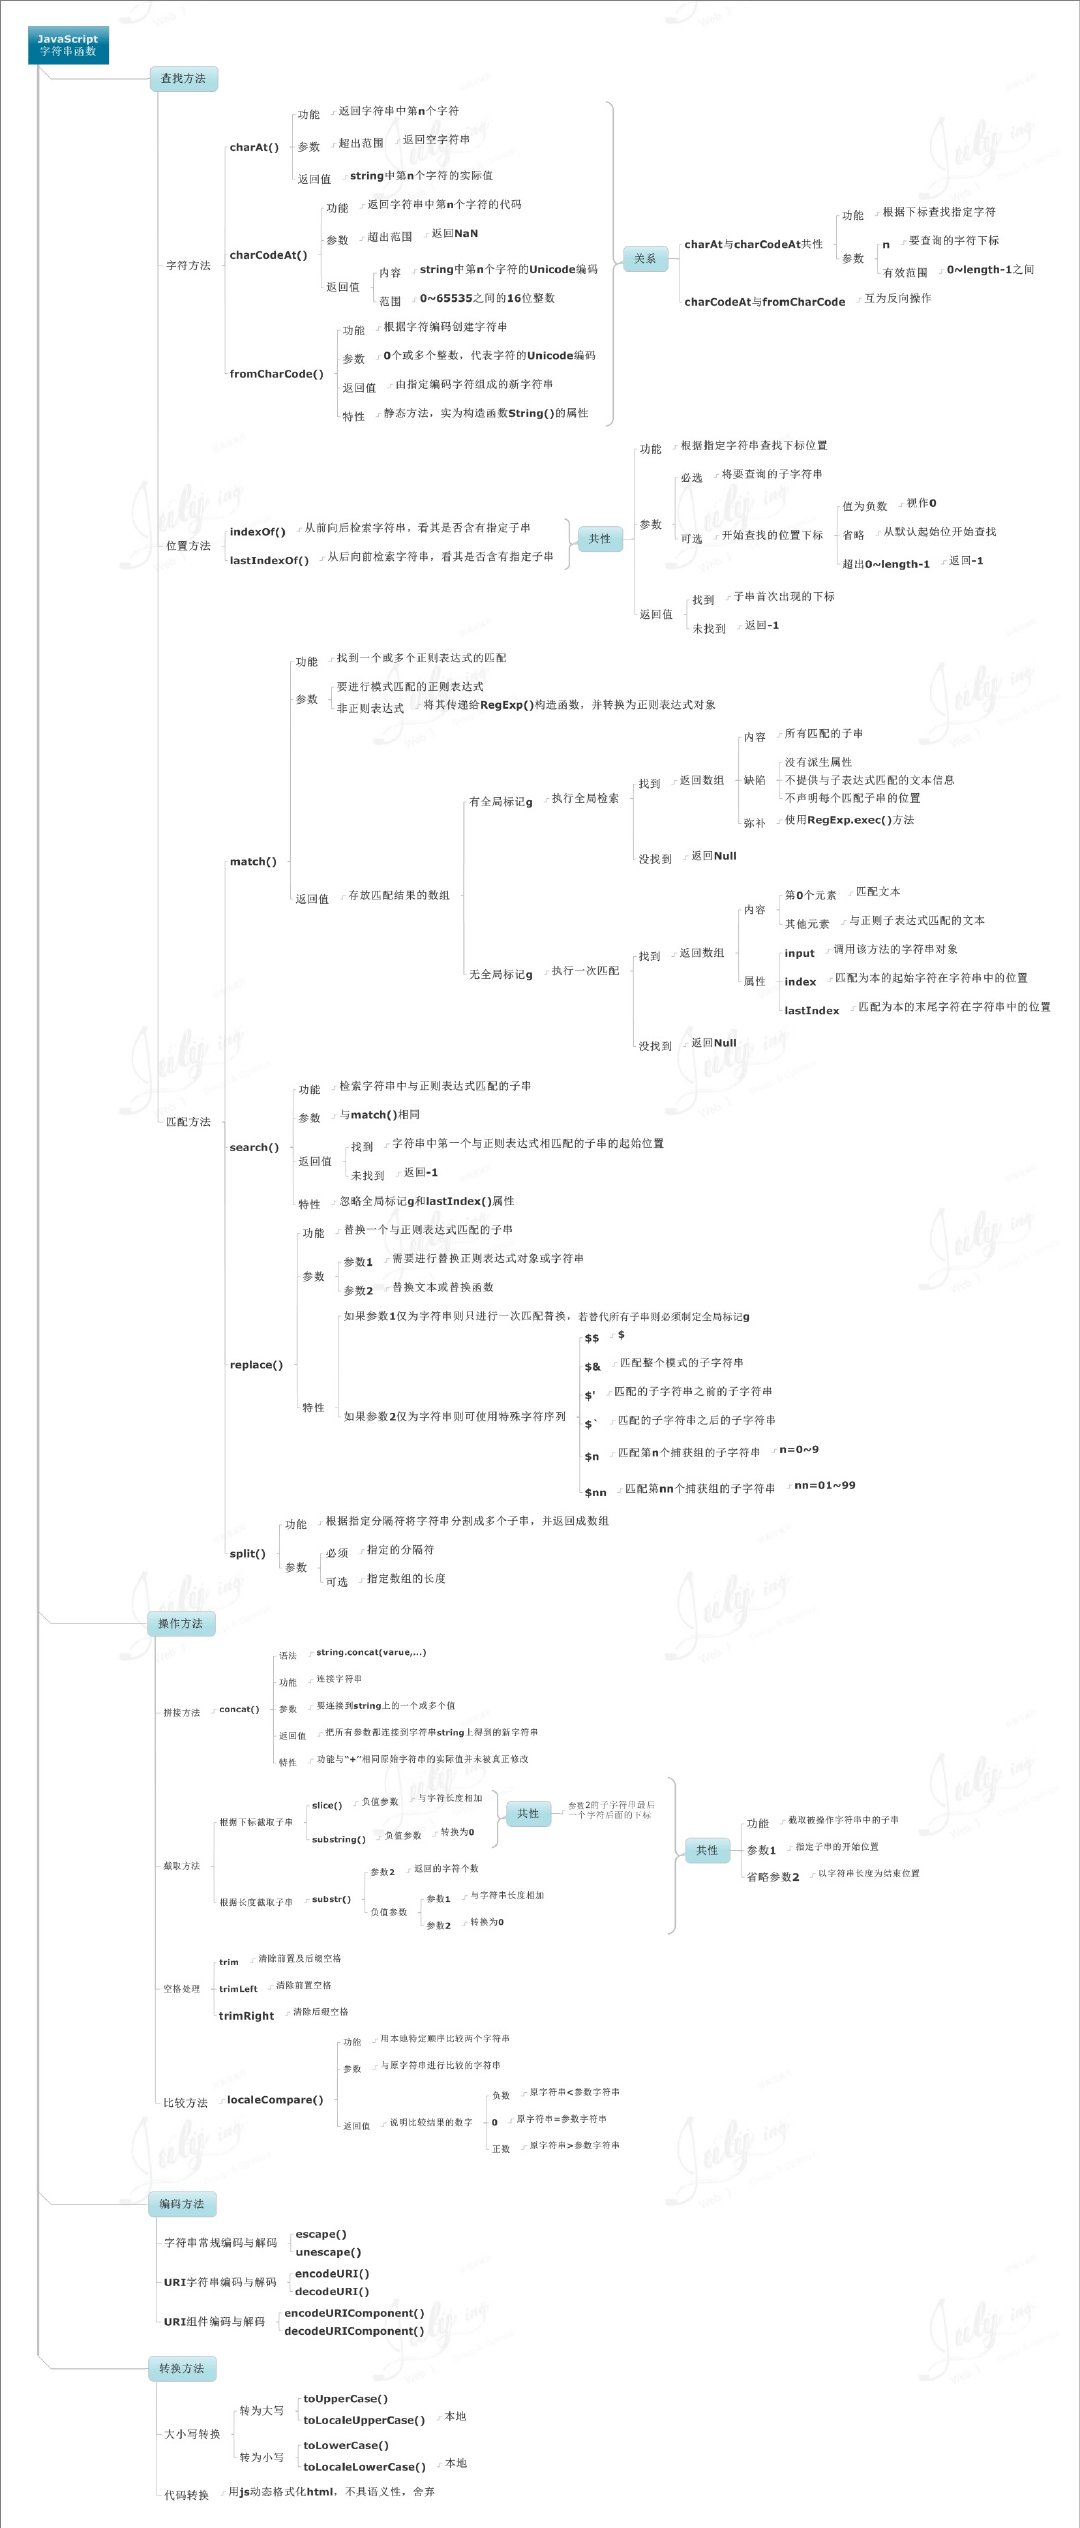 JavaScript
字符串函数
查找方法
字符方法
charAt()
功能
返回字符串中第n个字符
参数
超出范围
返回空字符串
返回值
string中第n个字符的实际值
charCodeAt()
功能
返回字符串中第n个字符的代码
参数
超出范围
返回NaN
返回值
内容
string中第n个字符的Unicode编码
范围
0~65535之间的16位整数
fromCharCode()
功能
根据字符编码创建字符串
参数
0个或多个整数，代表字符的Unicode编码
返回值
由指定编码字符组成的新字符串
特性
静态方法，实为构造函数String()的属性
关系
charAt与charCodeAt共性
功能
根据下标查找指定字符
参数
n
要查询的字符下标
有效范围
0~length-1之间
charCodeAt与fromCharCode
互为反向操作
位置方法
indexOf()
从前向后检索字符串，看其是否含有指定子串
lastIndexOf()
从后向前检索字符串，看其是否含有指定子串
共性
功能
根据指定字符串查找下标位置
参数
必选
将要查询的子字符串
可选
开始查找的位置下标
值为负数
视作0
省略
从默认起始位开始查找
超出0~length-1
返回-1
返回值
找到
子串首次出现的下标
未找到
返回-1
匹配方法
match()
功能
找到一个或多个正则表达式的匹配
参数
要进行模式匹配的正则表达式
非正则表达式
将其传递给RegExp()构造函数，并转换为正则表达式对象
返回值
存放匹配结果的数组
有全局标记g
执行全局检索
找到
返回数组
内容
所有匹配的子串
缺陷
没有派生属性
不提供与子表达式匹配的文本信息
不声明每个匹配子串的位置
弥补
使用RegExp.exec()方法
没找到
返回Null
无全局标记g
执行一次匹配
找到
返回数组
内容
第0个元素
匹配文本
其他元素
与正则子表达式匹配的文本
属性
input
调用该方法的字符串对象
index
匹配为本的起始字符在字符串中的位置
lastIndex
匹配为本的末尾字符在字符串中的位置
没找到
返回Null
search()
功能
检索字符串中与正则表达式匹配的子串
参数
与match()相同
返回值
找到
字符串中第一个与正则表达式相匹配的子串的起始位置
未找到
返回-1
特性
忽略全局标记g和lastIndex()属性
replace()
功能
替换一个与正则表达式匹配的子串
参数
参数1
需要进行替换正则表达式对象或字符串
参数2
替换文本或替换函数
特性
如果参数1仅为字符串则只进行一次匹配替换，若替代所有子串则必须制定全局标记g
如果参数2仅为字符串则可使用特殊字符序列
$$
$
$&
匹配整个模式的子字符串
$'
匹配的子字符串之前的子字符串
$`
匹配的子字符串之后的子字符串
$n
匹配第n个捕获组的子字符串
n=0~9
$nn
匹配第nn个捕获组的子字符串
nn=01~99
split()
功能
根据指定分隔符将字符串分割成多个子串，并返回成数组
参数
必须
指定的分隔符
可选
指定数组的长度
操作方法
拼接方法
concat()
语法
string.concat(varue,...)
功能
连接字符串
参数
要连接到string上的一个或多个值
返回值
把所有参数都连接到字符串string上得到的新字符串
特性
功能与“+”相同原始字符串的实际值并未被真正修改
截取方法
根据下标截取子串
slice()
负值参数
与字符长度相加
substring()
负值参数
转换为0
共性
参数2的子字符串最后
一个字符后面的下标
根据长度截取子串
substr()
参数2
返回的字符个数
负值参数
参数1
与字符串长度相加
参数2
转换为0
共性
功能
截取被操作字符串中的子串
参数1
指定子串的开始位置
省略参数2
以字符串长度为结束位置
空格处理
trim
清除前置及后缀空格
trimLeft
清除前置空格
trimRight
清除后缀空格
比较方法
localeCompare()
功能
用本地特定顺序比较两个字符串
参数
与原字符串进行比较的字符串
返回值
说明比较结果的数字
负数
原字符串<参数字符串
0
原字符串=参数字符串
正数
原字符串>参数字符串
编码方法
字符串常规编码与解码
escape()
unescape()
URI字符串编码与解码
encodeURI()
decodeURI()
URI组件编码与解码
encodeURIComponent()
decodeURIComponent()
转换方法
大小写转换
转为大写
toUpperCase()
toLocaleUpperCase()
本地
转为小写
toLowerCase()
toLocaleLowerCase()
本地
代码转换
用js动态格式化html，不具语义性，舍弃